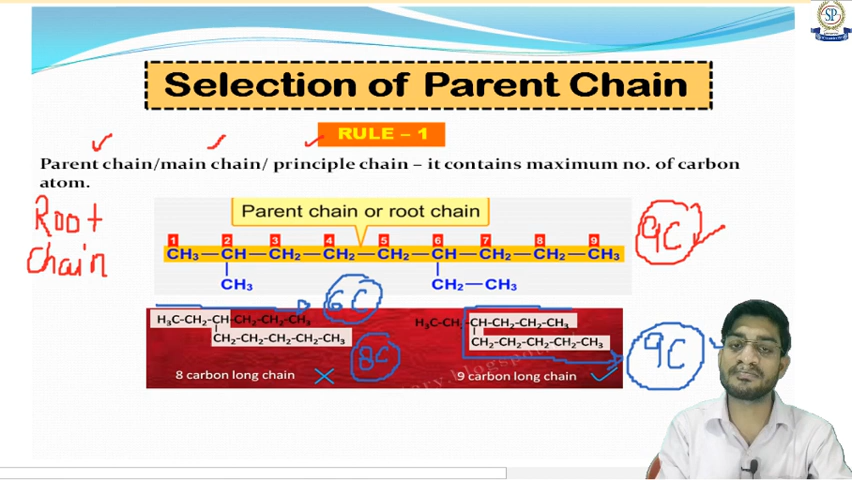 SP
Selection of Parent Chain
RULE – 1
Parent chain/main chain/ principle chain – it contains maximum no. of carbon
atom.
Root
chain
Parent chain or root chain
1 2 3 4 5 6 7 8 9
CH₃—CH—CH₂—CH₂—CH₂—CH—CH₂—CH₂—CH₃
CH₃ CH₂—CH₃
9C
6C
H₃C-CH₂-CH-CH₂-CH₂-CH₃
CH₂-CH₂-CH₂-CH₂-CH₃
8C
8 carbon long chain
H₃C-CH₂-CH-CH₂-CH₂-CH₃
CH₂-CH₂-CH₂-CH₂-CH₃
9 carbon long chain
9C